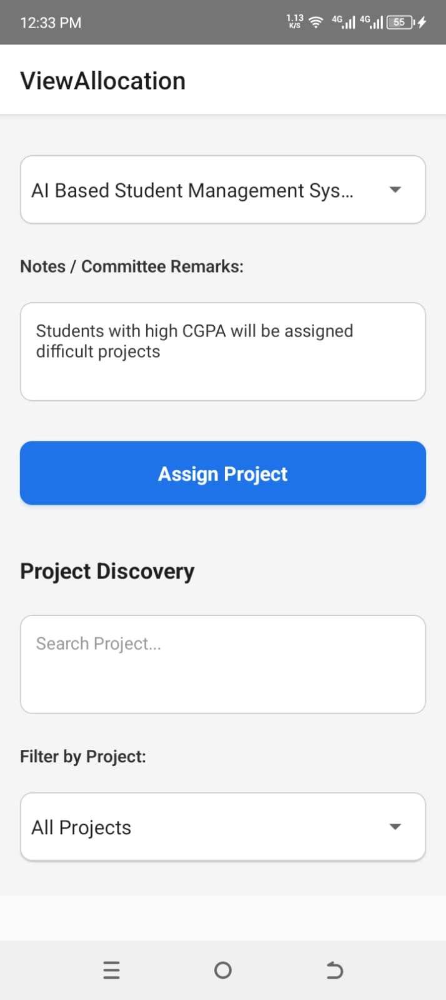 12:33 PM
1.13
K/S
4G
4G
55
ViewAllocation
AI Based Student Management Sys...
Notes / Committee Remarks:
Students with high CGPA will be assigned
difficult projects
Assign Project
Project Discovery
Search Project...
Filter by Project:
All Projects